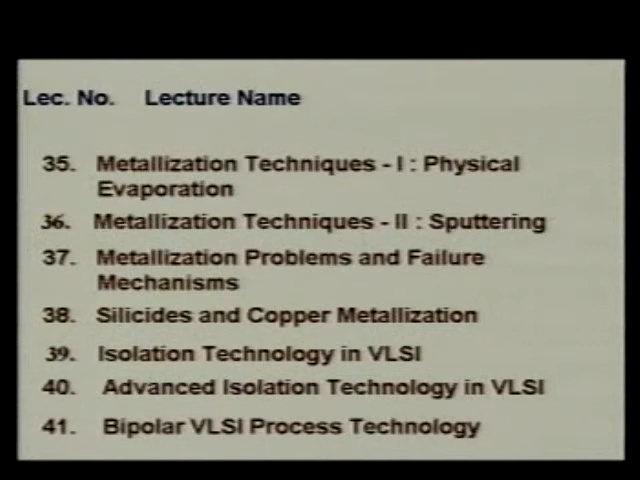 Lec. No. Lecture Name
35. Metallization Techniques - I : Physical
Evaporation
36. Metallization Techniques - II : Sputtering
37. Metallization Problems and Failure
Mechanisms
38. Silicides and Copper Metallization
39. Isolation Technology in VLSI
40. Advanced Isolation Technology in VLSI
41. Bipolar VLSI Process Technology